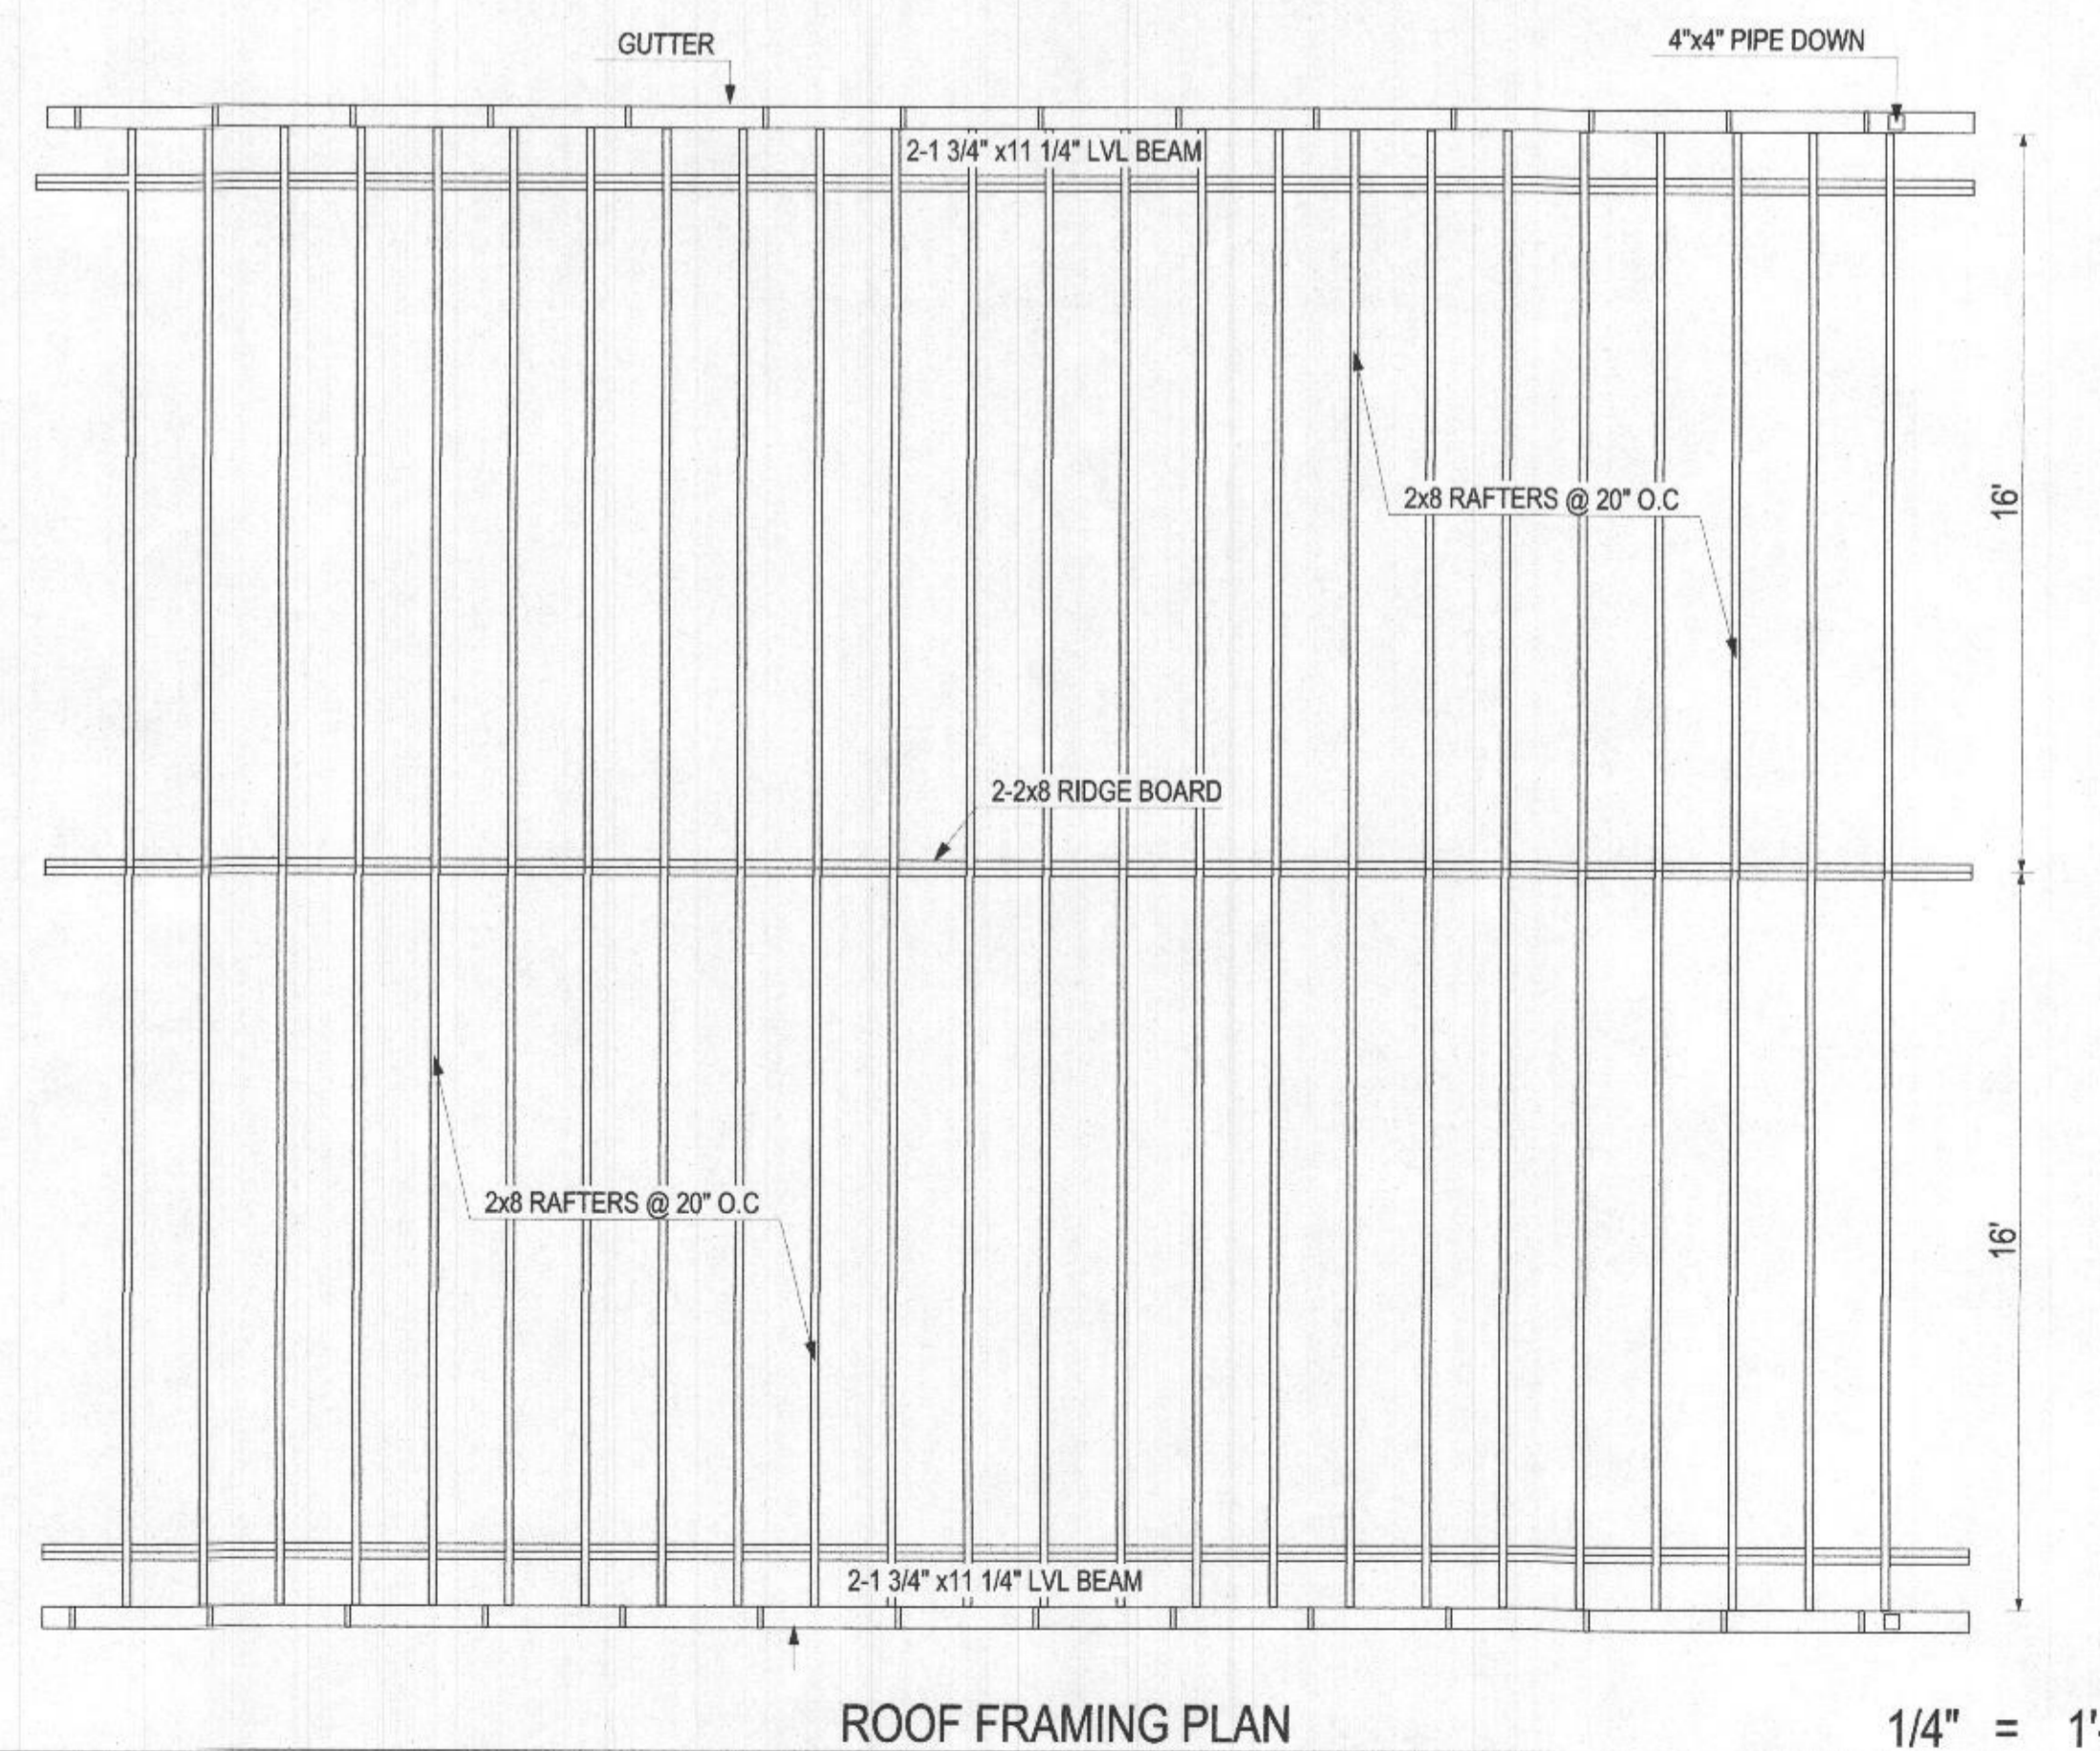 GUTTER
4"x4" PIPE DOWN
2-1 3/4" x11 1/4" LVL BEAM
2x8 RAFTERS @ 20" O.C
16'
2-2x8 RIDGE BOARD
2x8 RAFTERS @ 20" O.C
16'
2-1 3/4" x11 1/4" LVL BEAM
ROOF FRAMING PLAN
1/4" = 1'